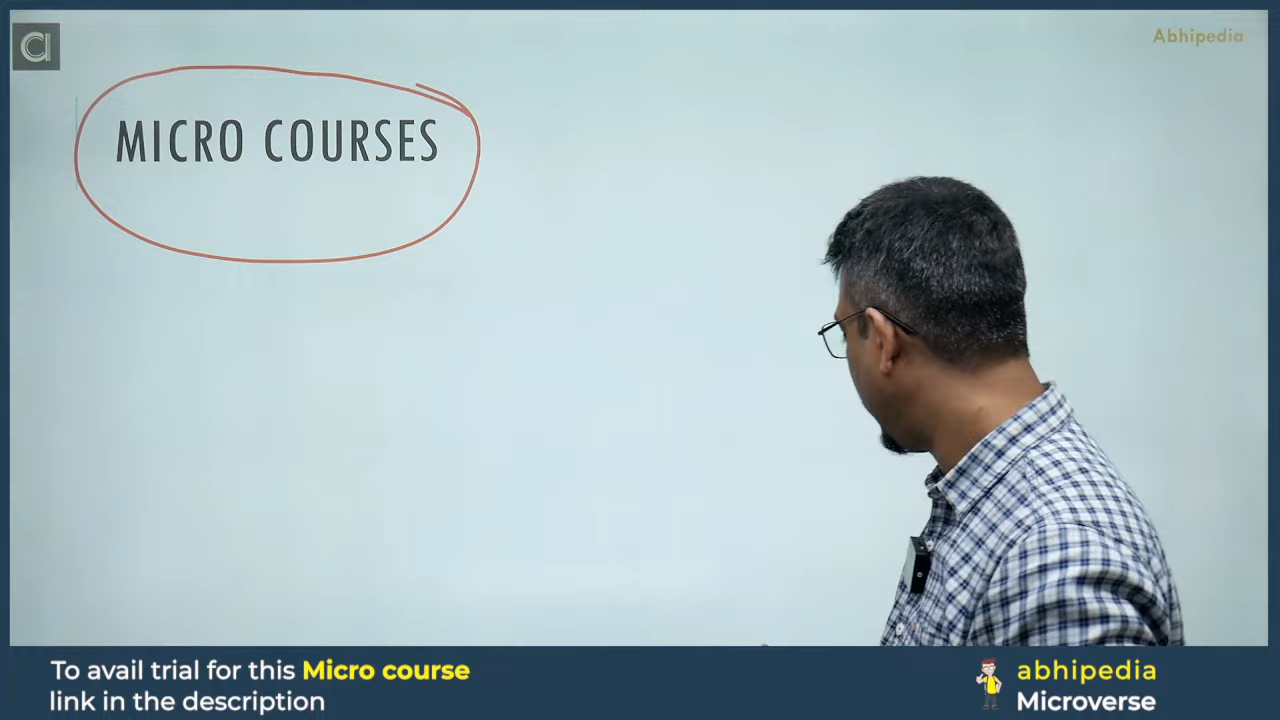 Abhipedia
MICRO COURSES
To avail trial for this Micro course
link in the description
abhipedia
Microverse